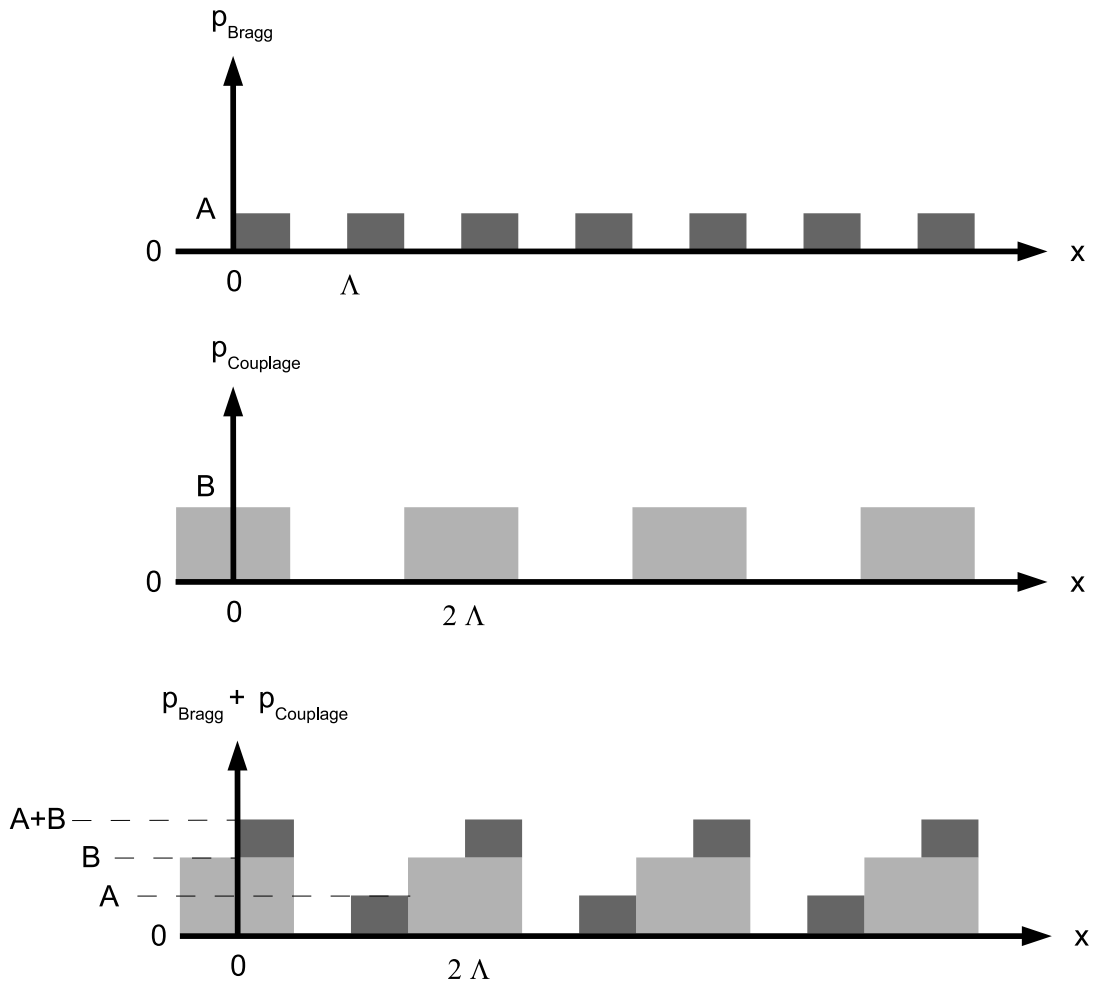 p_Bragg
A
0
x
0
Λ
p_Couplage
B
0
x
0
2 Λ
p_Bragg + p_Couplage
A+B
B
A
0
x
0
2 Λ